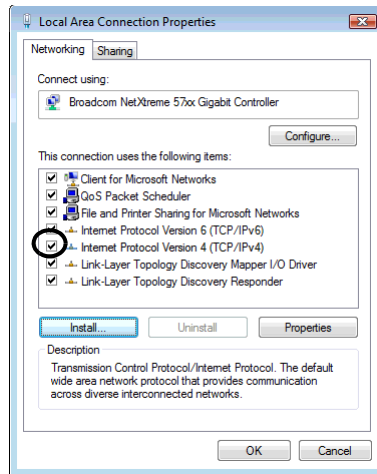 Local Area Connection Properties
Networking Sharing
Connect using:
Broadcom NetXtreme 57xx Gigabit Controller
Configure...
This connection uses the following items:
Client for Microsoft Networks
QoS Packet Scheduler
File and Printer Sharing for Microsoft Networks
Internet Protocol Version 6 (TCP/IPv6)
Internet Protocol Version 4 (TCP/IPv4)
Link-Layer Topology Discovery Mapper I/O Driver
Link-Layer Topology Discovery Responder
Install... Uninstall Properties
Description
Transmission Control Protocol/Internet Protocol. The default
wide area network protocol that provides communication
across diverse interconnected networks.
OK Cancel